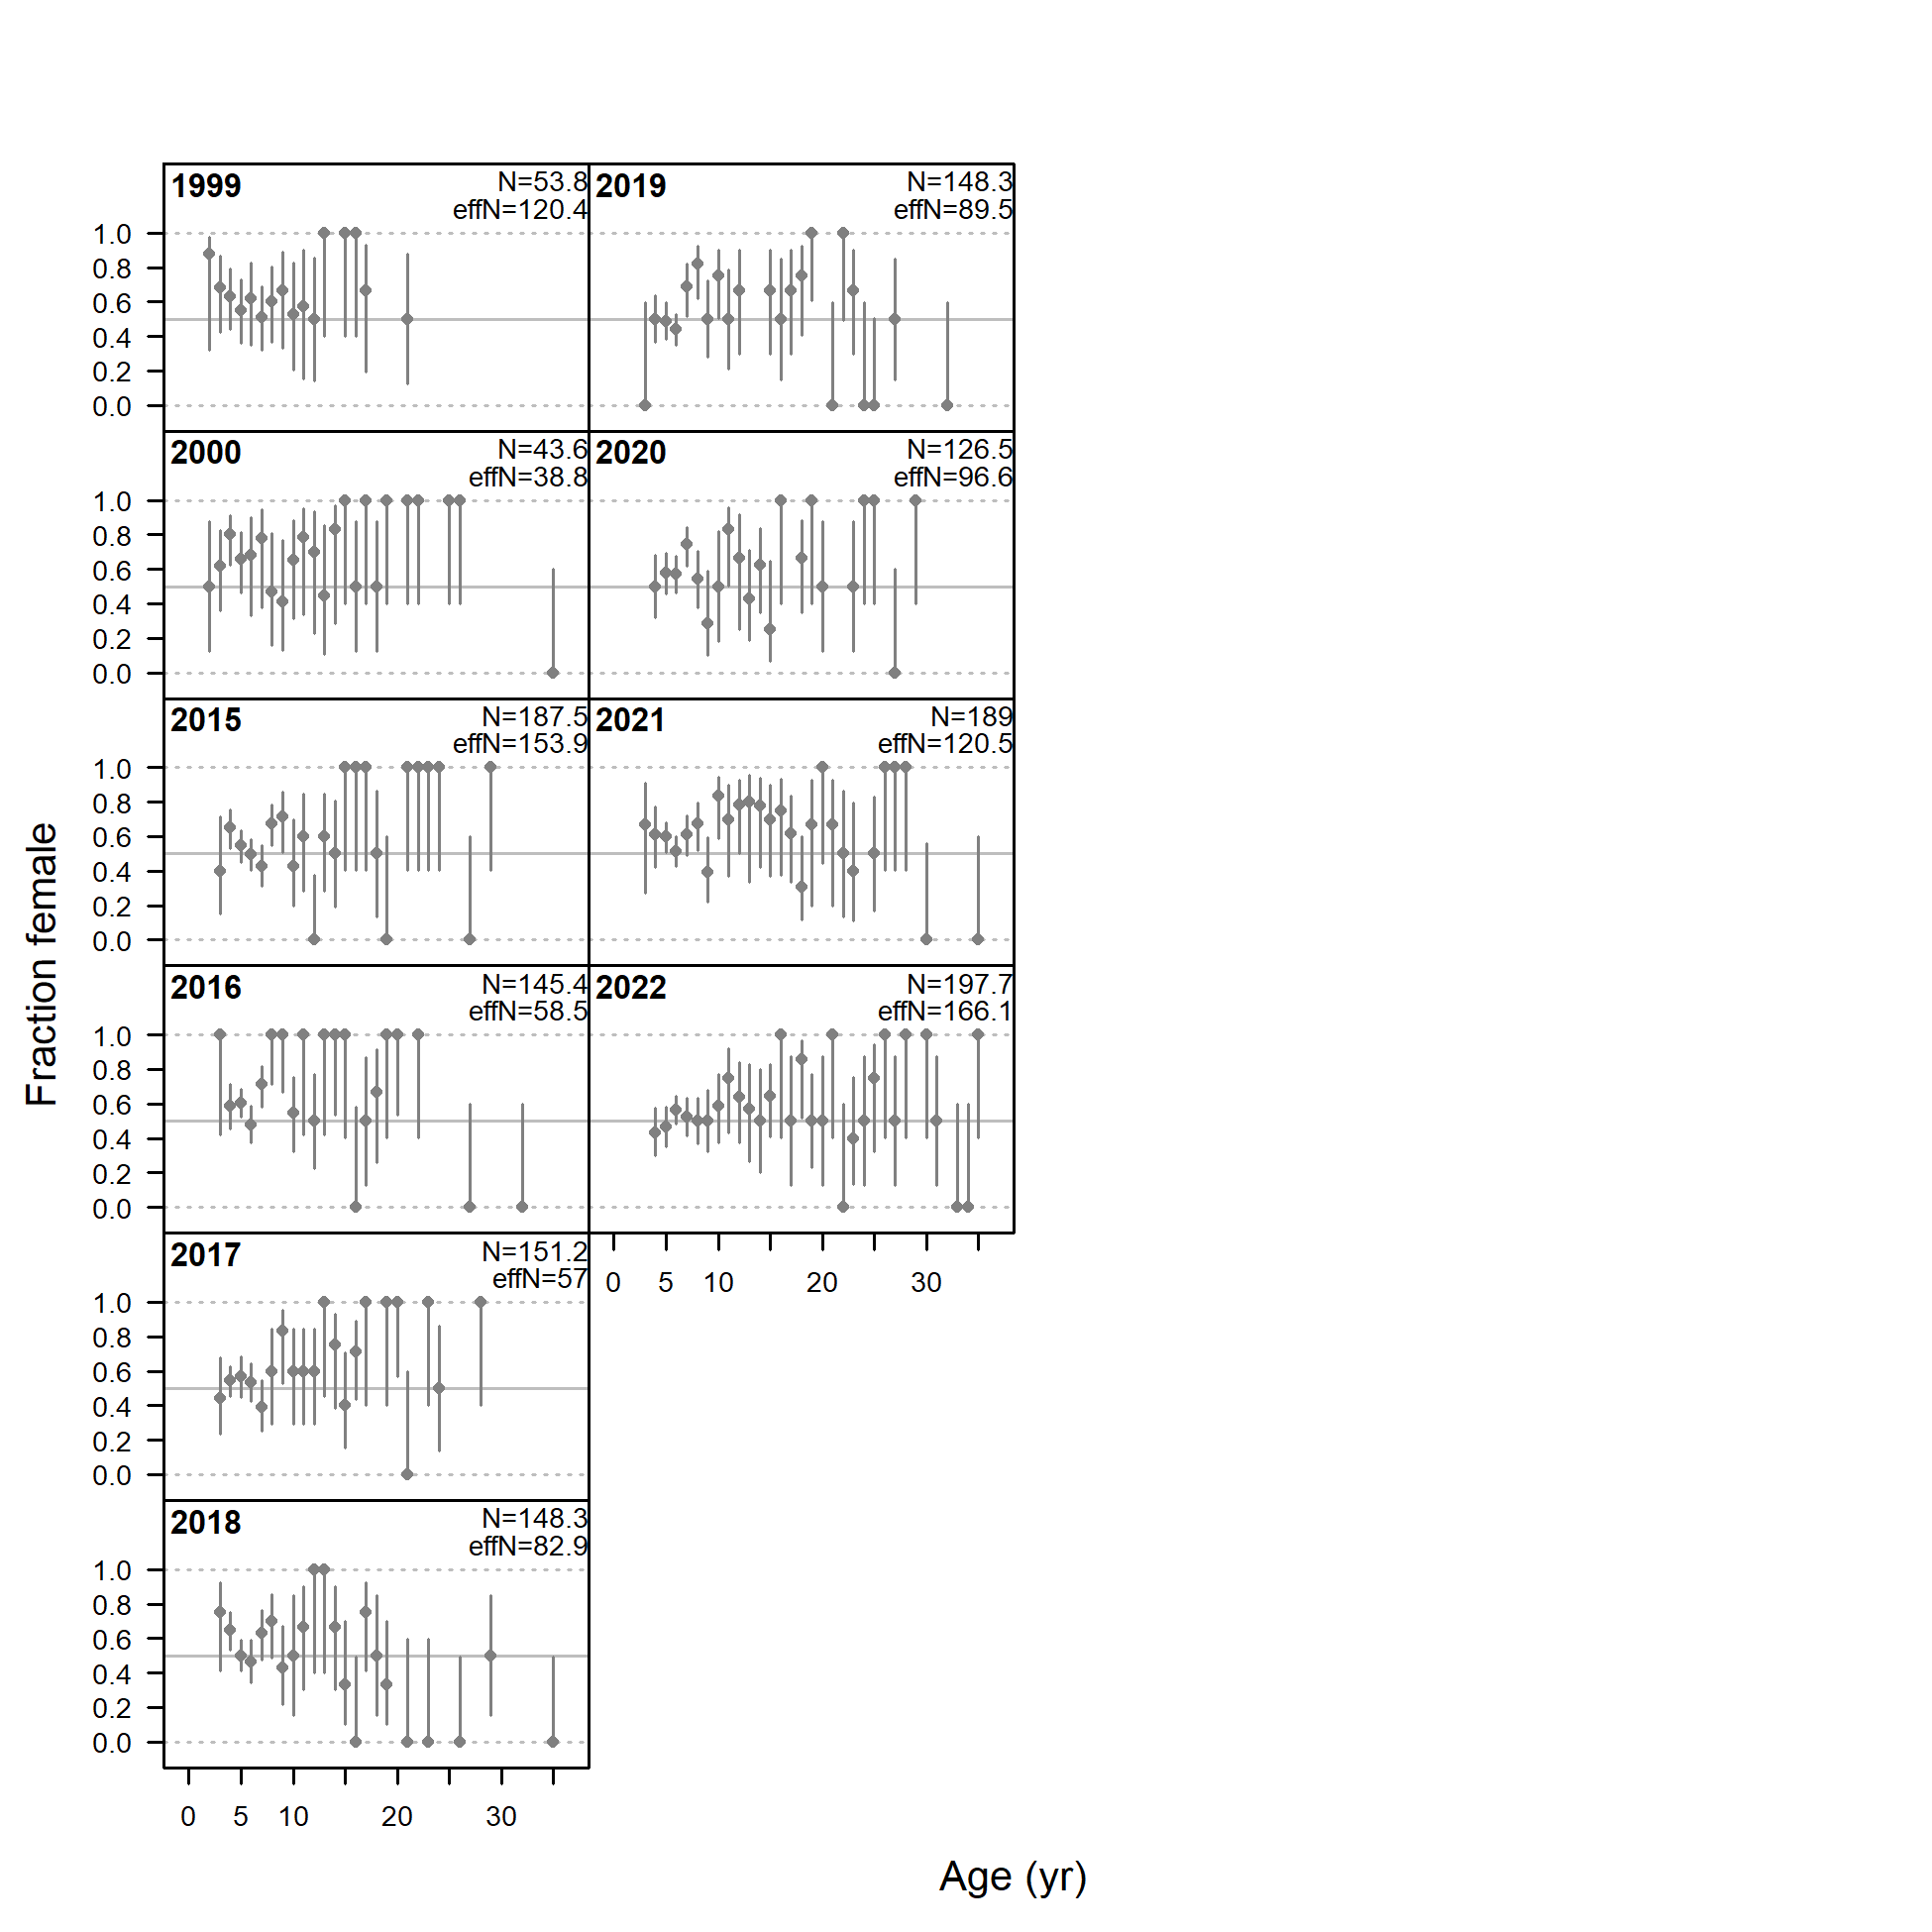 1999
N=53.8
effN=120.4
1.0
0.8
0.6
0.4
0.2
0.0
2000
N=43.6
effN=38.8
1.0
0.8
0.6
0.4
0.2
0.0
2015
N=187.5
effN=153.9
1.0
0.8
0.6
0.4
0.2
0.0
2016
N=145.4
effN=58.5
1.0
0.8
0.6
0.4
0.2
0.0
2017
N=151.2
effN=57
1.0
0.8
0.6
0.4
0.2
0.0
2018
N=148.3
effN=82.9
1.0
0.8
0.6
0.4
0.2
0.0
0 5 10 20 30
2019
N=148.3
effN=89.5
2020
N=126.5
effN=96.6
2021
N=189
effN=120.5
2022
N=197.7
effN=166.1
0 5 10 20 30
Fraction female
Age (yr)